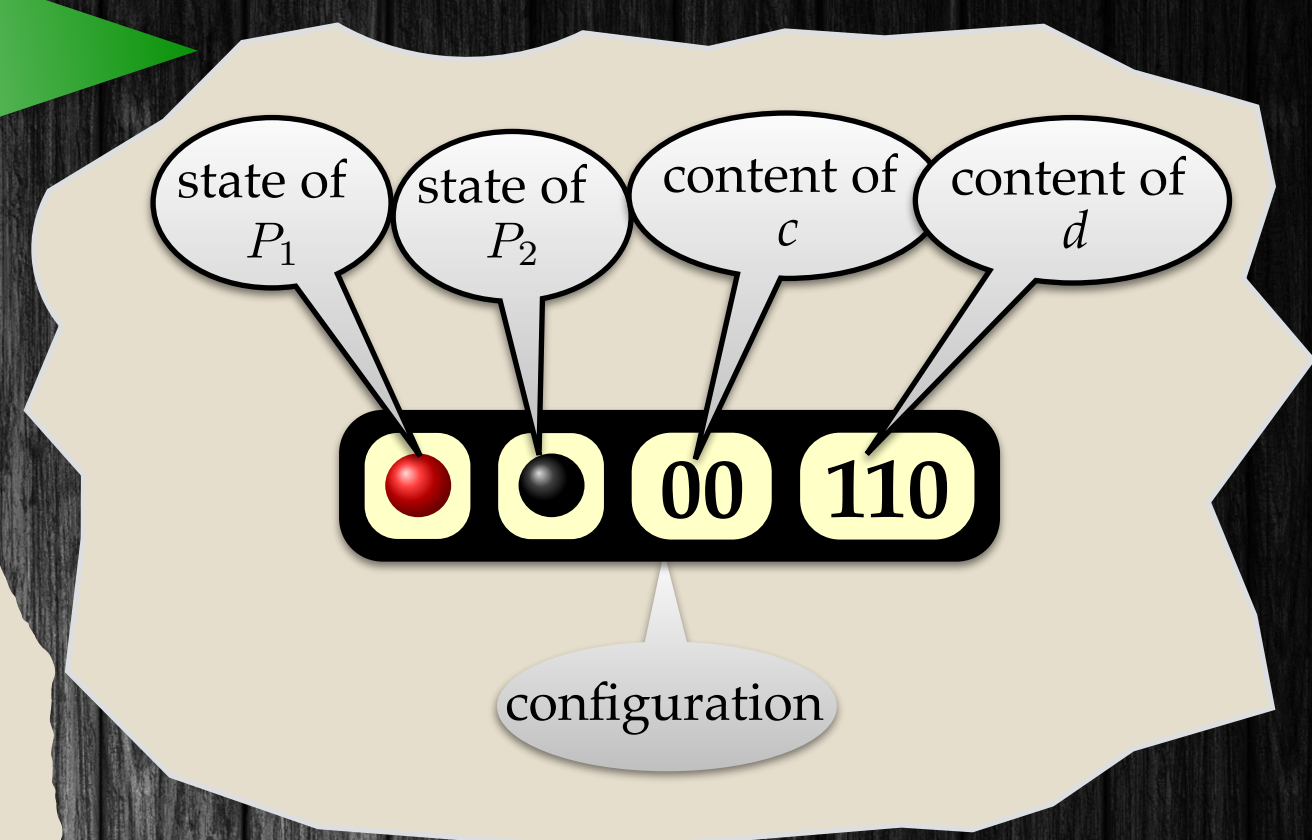 state of
P₁
state of
P₂
content of
c
content of
d
00
110
configuration